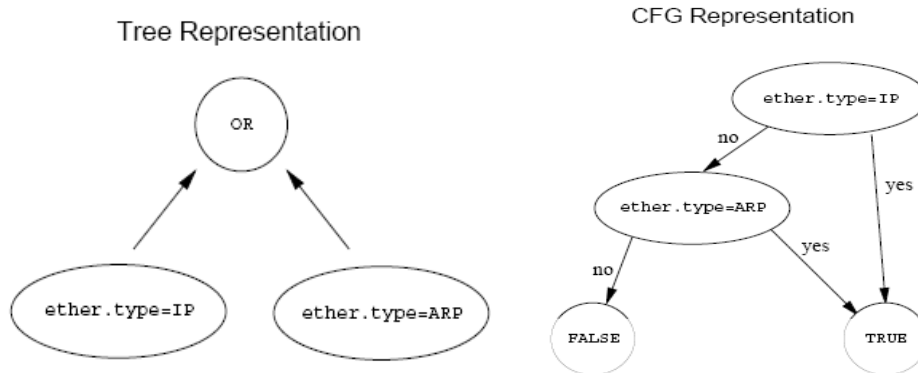 Tree Representation
OR
ether.type=IP
ether.type=ARP
CFG Representation
ether.type=IP
no
yes
ether.type=ARP
no
yes
FALSE
TRUE